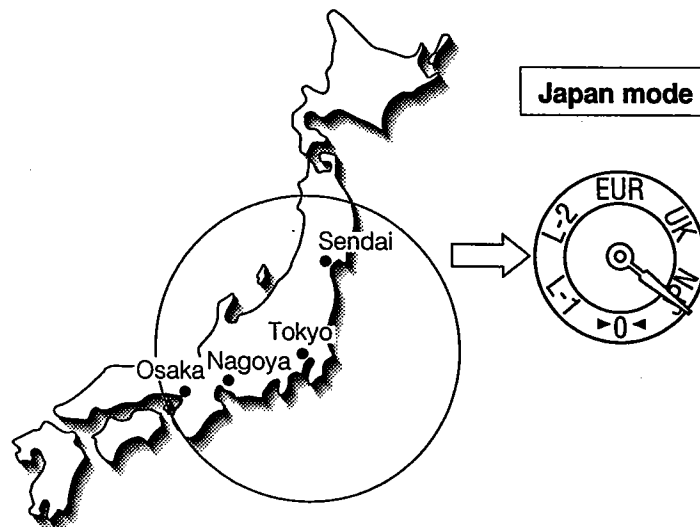 Japan mode
EUR
UK
JPN
▶0◀
L-1
L-2
Sendai
Tokyo
Nagoya
Osaka